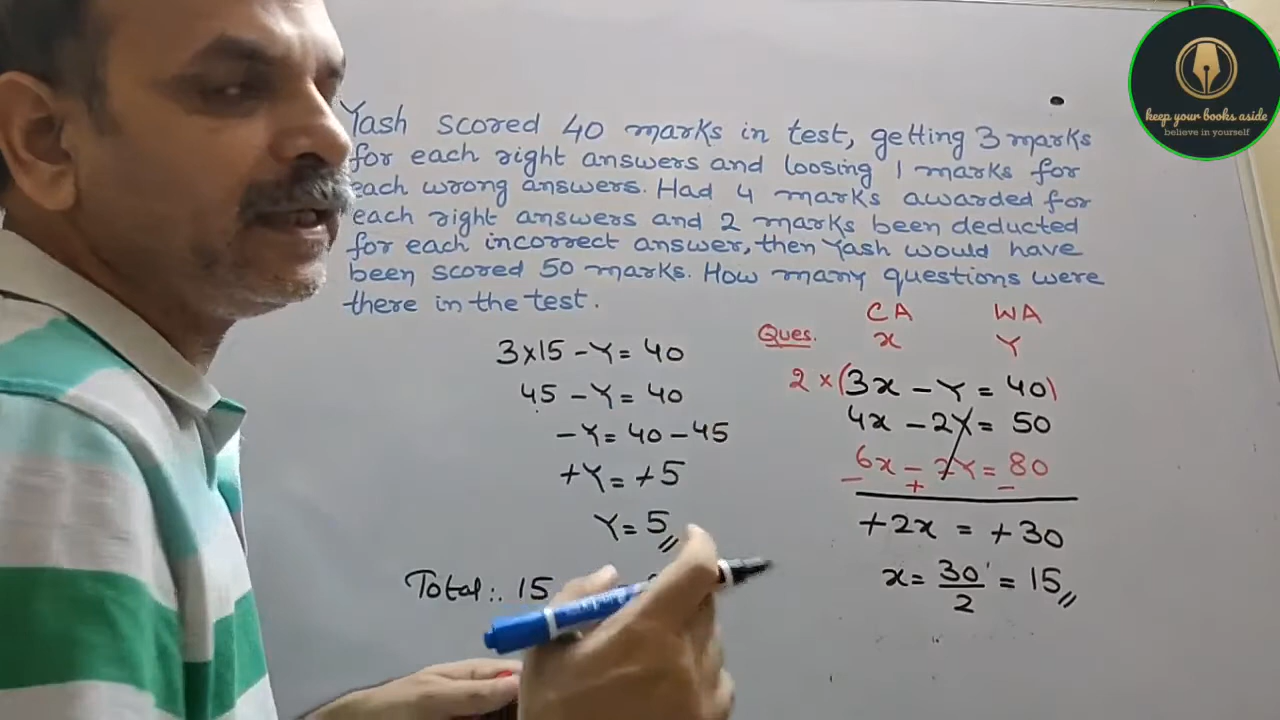 keep your books aside
believe in yourself
Yash scored 40 marks in test, getting 3 marks
for each right answers and loosing 1 marks for
each wrong answers. Had 4 marks awarded for
each right answers and 2 marks been deducted
for each incorrect answer, then Yash would have
been scored 50 marks. How many questions were
there in the test.
3×15 - Y = 40
45 - Y = 40
-Y = 40 - 45
+Y = +5
Y = 5
Total:. 15
Ques. CA WA
x Y
2 × (3x - Y = 40)
4x - 2Y = 50
6x - 2Y = 80
- + -
+2x = +30
x = 30/2 = 15